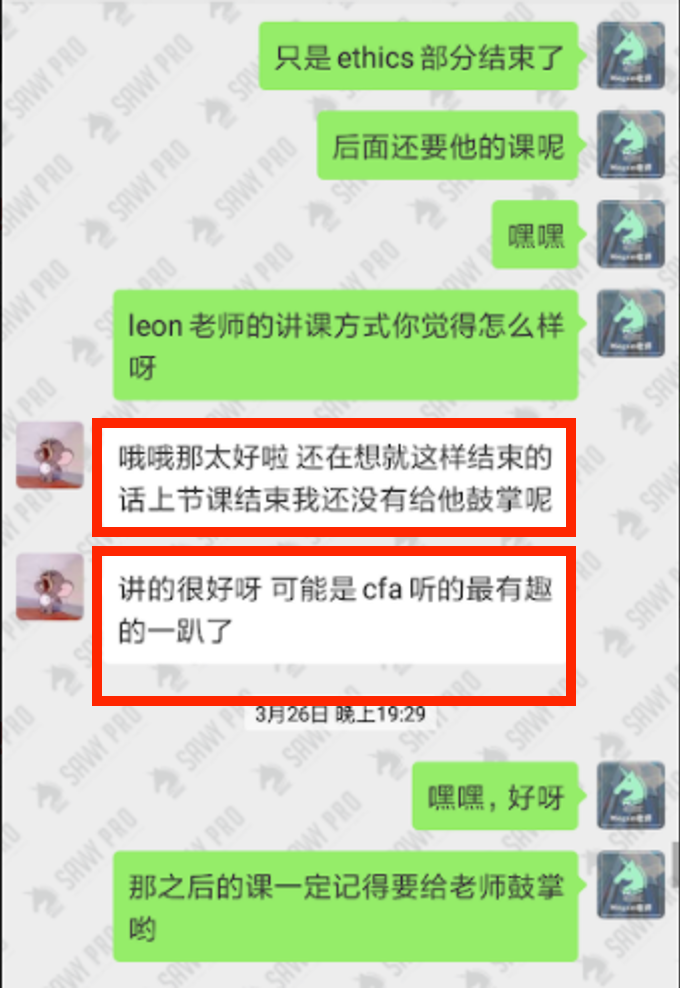 只是 ethics 部分结束了
后面还要他的课呢
嘿嘿
leon 老师的讲课方式你觉得怎么样
呀
哦哦那太好啦 还在想就这样结束的
话上节课结束我还没有给他鼓掌呢
讲的很好呀 可能是 cfa 听的最有趣
的一趴了
3月26日 晚上19:29
嘿嘿，好呀
那之后的课一定记得要给老师鼓掌
哟
SAWY PRO